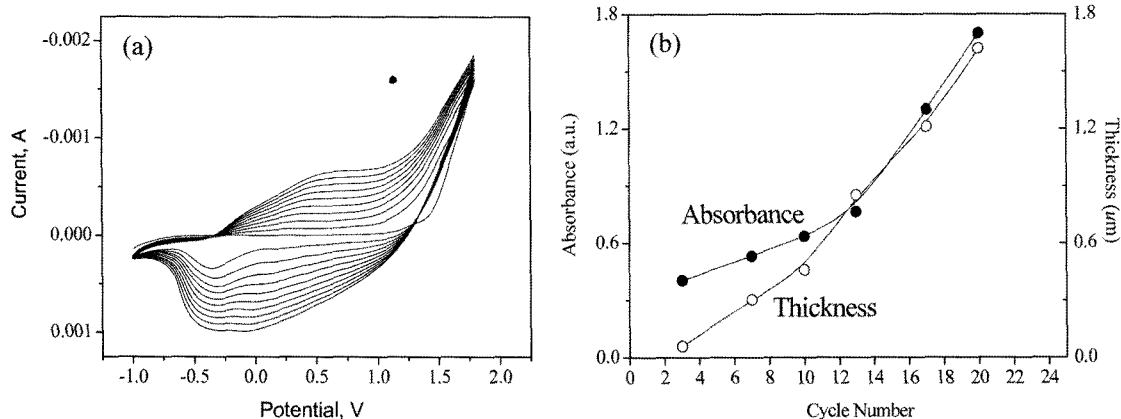 (a)
-0.002
-0.001
0.000
0.001
Current, A
-1.0 -0.5 0.0 0.5 1.0 1.5 2.0
Potential, V
(b)
1.8
1.2
0.6
0.0
Absorbance (a.u.)
Absorbance
Thickness
1.8
1.2
0.6
0.0
Thickness (um)
0 2 4 6 8 10 12 14 16 18 20 22 24
Cycle Number